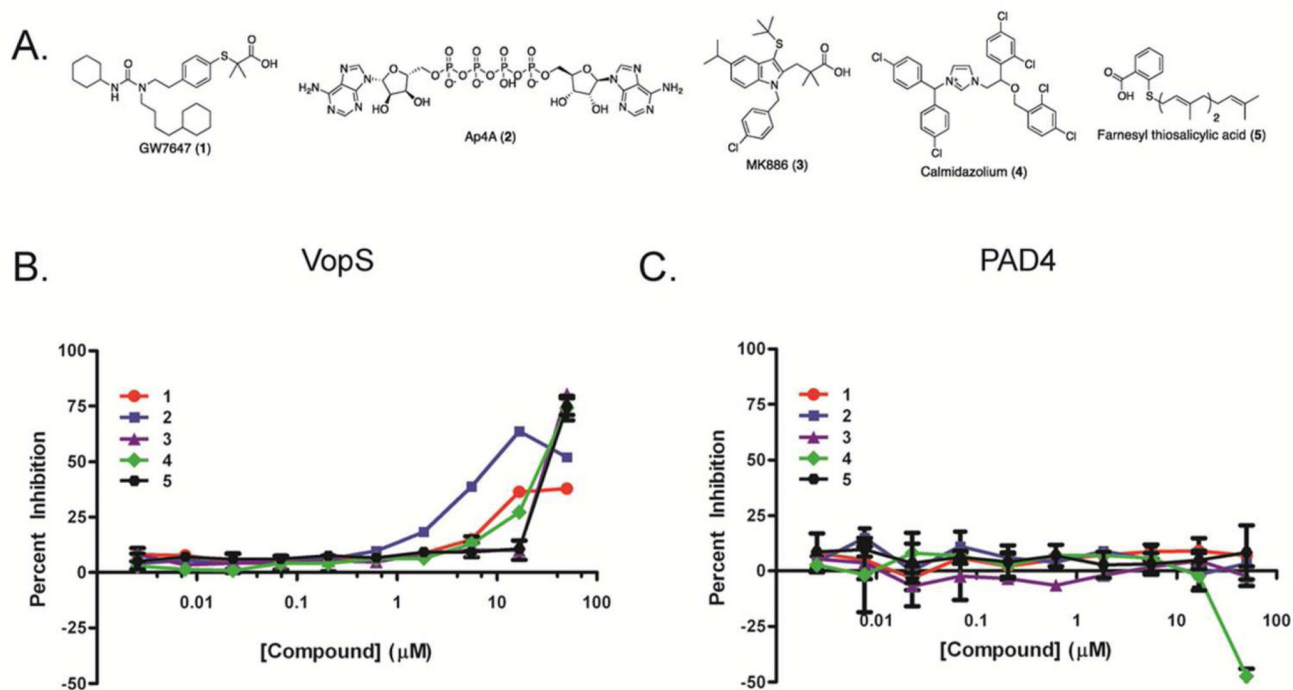 A.
GW7647 (1)
Ap4A (2)
MK886 (3)
Calmidazolium (4)
Farnesyl thiosalicylic acid (5)
B.
VopS
Percent Inhibition
100
75
50
25
0
-25
-50
1
2
3
4
5
0.01
0.1
1
10
100
[Compound] (μM)
C.
PAD4
Percent Inhibition
100
75
50
25
0
-25
-50
1
2
3
4
5
0.01
0.1
1
10
100
[Compound] (μM)